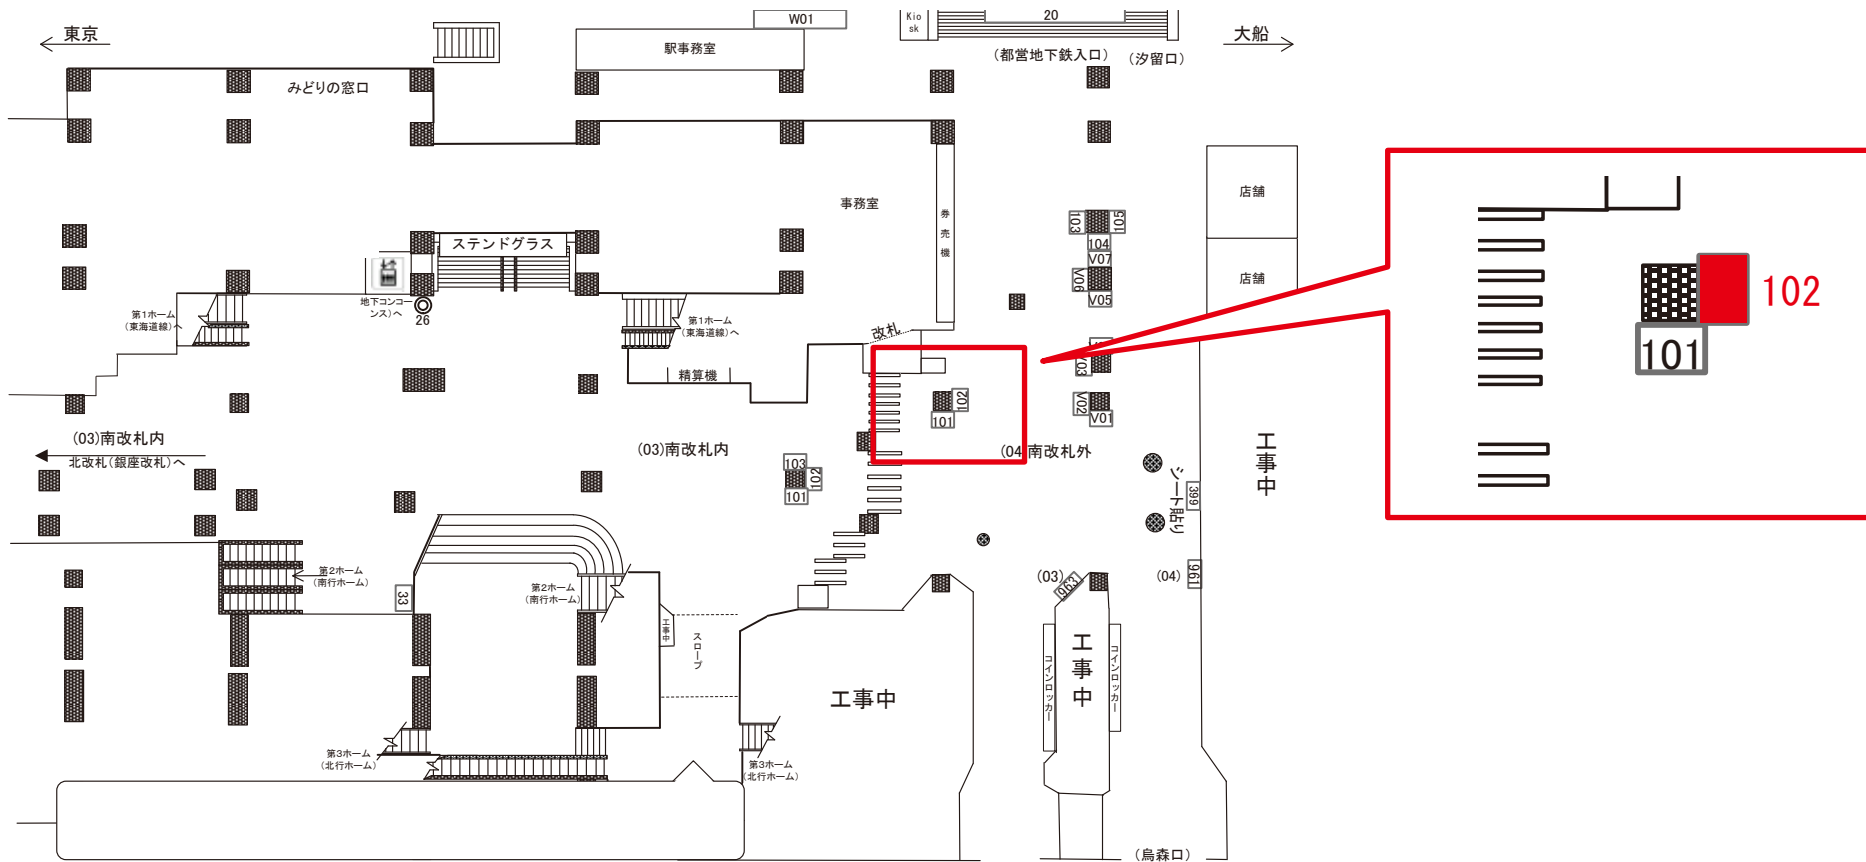 東京
W01
Kio
sk
20
大船
駅事務室
(都営地下鉄入口)
(汐留口)
みどりの窓口
事務室
券売機
店舗
103
105
104
V07
V06
V05
店舗
ステンドグラス
地下コンコー
ンス)へ
26
第1ホーム
(東海道線)へ
第1ホーム
(東海道線)へ
改札
精算機
V03
102
101
V02
V01
102
101
(03)南改札内
北改札(銀座改札)へ
(03)南改札内
(04)南改札外
工事中
103
102
101
シート貼り
399
第2ホーム
(南行ホーム)
33
第2ホーム
(南行ホーム)
工事中
スロープ
(03)
963
(04)
961
工事中
コインロッカー
工事中
コインロッカー
第3ホーム
(北行ホーム)
第3ホーム
(北行ホーム)
(烏森口)